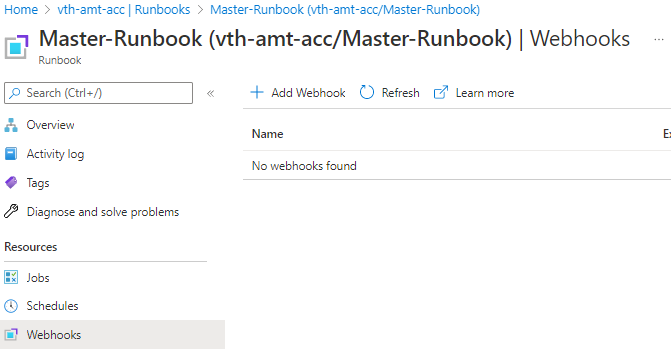 Home > vth-amt-acc | Runbooks > Master-Runbook (vth-amt-acc/Master-Runbook)
Master-Runbook (vth-amt-acc/Master-Runbook) | Webhooks ...
Runbook
Search (Ctrl+/) «
+ Add Webhook Refresh Learn more
Overview
Name Ex
Activity log
No webhooks found
Tags
Diagnose and solve problems
Resources
Jobs
Schedules
Webhooks